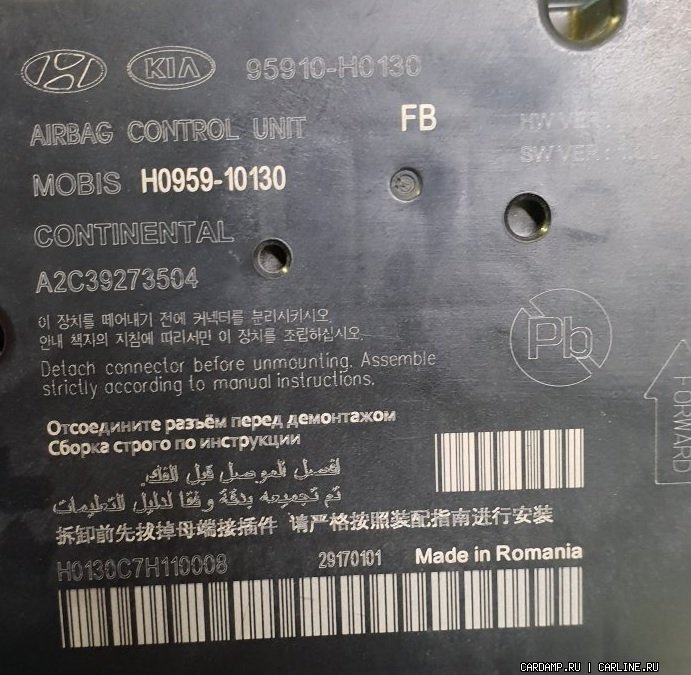 KIA 95910-H0130
AIRBAG CONTROL UNIT FB HW VE
MOBIS H0959-10130 SW VER
CONTINENTAL
A2C39273504
이 장치를 떼어내기 전에 커넥터를 분리시키시오
안내 책자의 지침에 따라서만 이 장치를 조립하십시오.
Pb
Detach connector before unmounting. Assemble
strictly according to manual instructions.
FORWARD
Отсоедините разъём перед демонтажом
Сборка строго по инструкции
افصل الموصل قبل الفك.
تم تجميعه بدقة وفقا لدليل التعليمات
拆卸前先拔掉母端接插件 请严格按照装配指南进行安装
H0130C7H110008 29170101 Made in Romania
CARDAMP.RU | CARLINE.RU